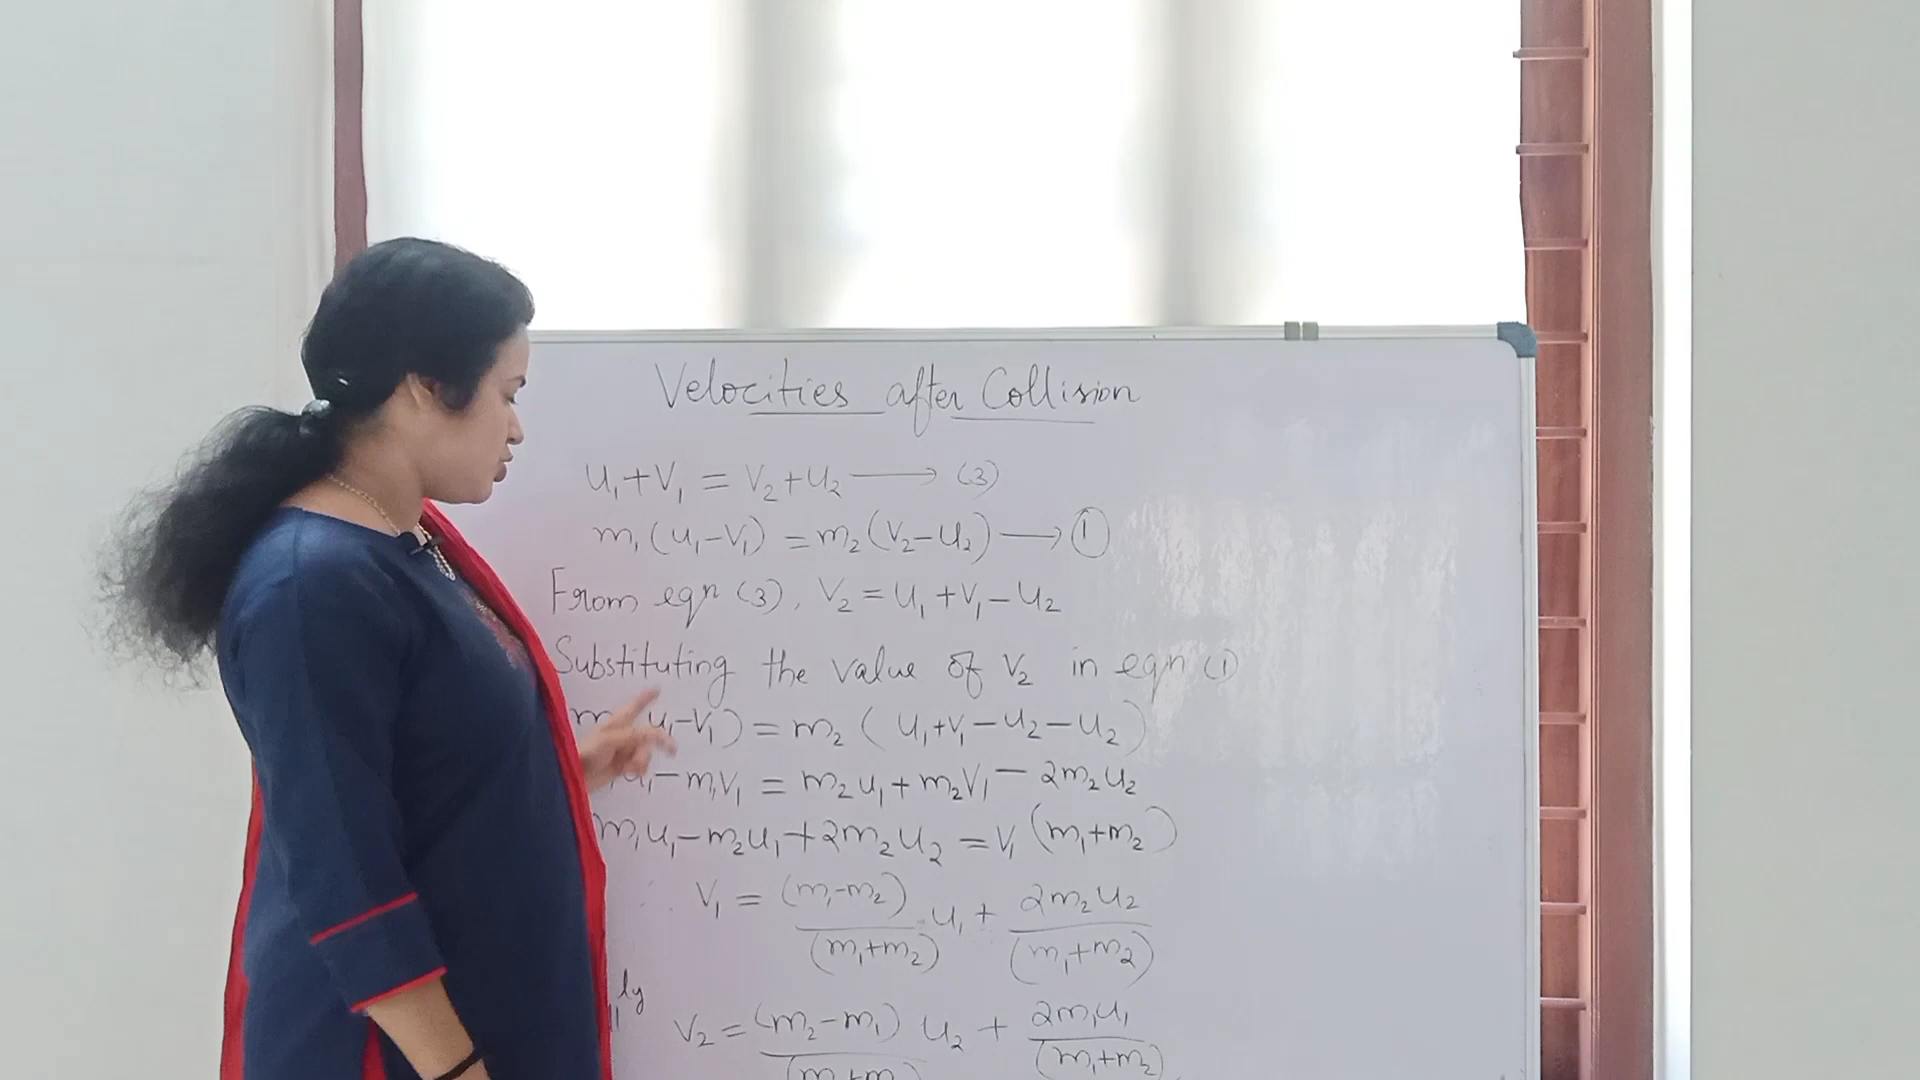 Velocities after Collision
u₁+v₁ = v₂+u₂ ⟶ (3)
m₁(u₁-v₁) = m₂(v₂-u₂) ⟶ ①
From eqn (3), v₂ = u₁+v₁-u₂
Substituting the value of v₂ in eqn (1)
m u₁-v₁) = m₂ (u₁+v₁-u₂-u₂)
u₁-m₁v₁ = m₂u₁+m₂v₁-2m₂u₂
m₁u₁-m₂u₁+2m₂u₂ = v₁(m₁+m₂)
v₁ = (m₁-m₂)/(m₁+m₂) u₁ + 2m₂u₂/(m₁+m₂)
ly
v₂ = (m₂-m₁)/(m+m u₂ + 2m₁u₁/(m₁+m₂)